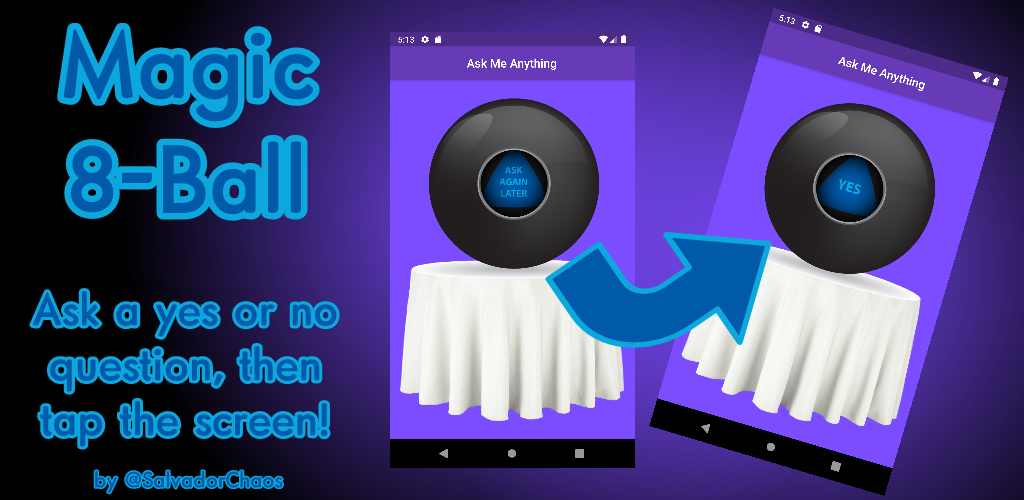 Magic
8-Ball
Ask a yes or no
question, then
tap the screen!
by @SalvadorChaos
5:13
Ask Me Anything
ASK
AGAIN
LATER
5:13
Ask Me Anything
YES